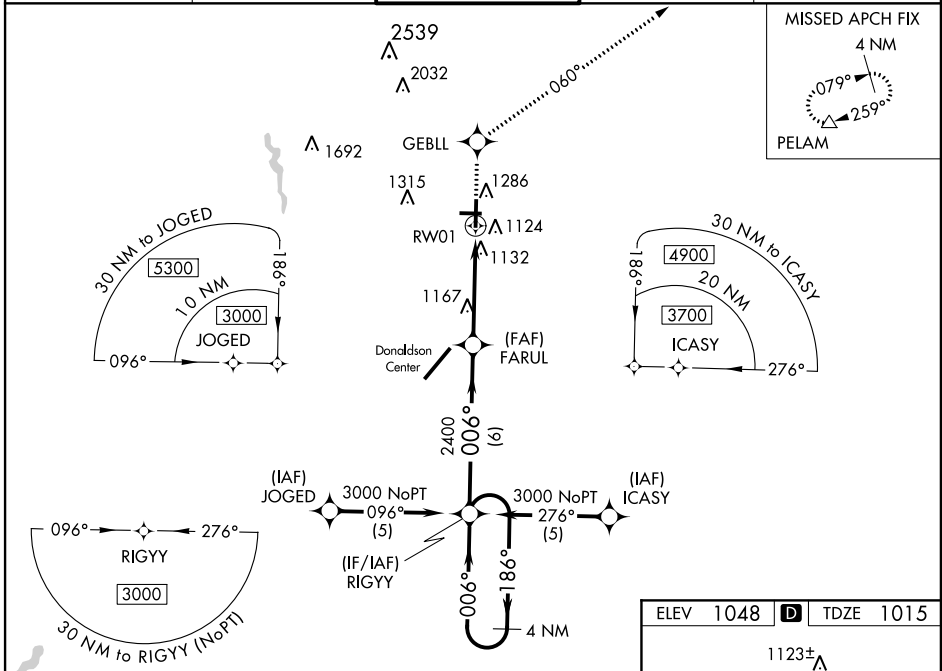 MISSED APCH FIX
4 NM
079°
259°
PELAM
2539
2032
060°
1692
GEBLL
1315
1286
RW01
1124
1132
1167
30 NM to JOGED
5300
186°
10 NM
3000
JOGED
096°
30 NM to ICASY
4900
186°
20 NM
3700
ICASY
276°
Donaldson
Center
(FAF)
FARUL
2400
006°
(6)
(IAF)
JOGED
3000 NoPT
096°
(5)
3000 NoPT
276°
(5)
(IAF)
ICASY
(IF/IAF)
RIGYY
006°
186°
4 NM
096°
276°
RIGYY
3000
30 NM to RIGYY (NoPT)
ELEV 1048 D TDZE 1015
1123±